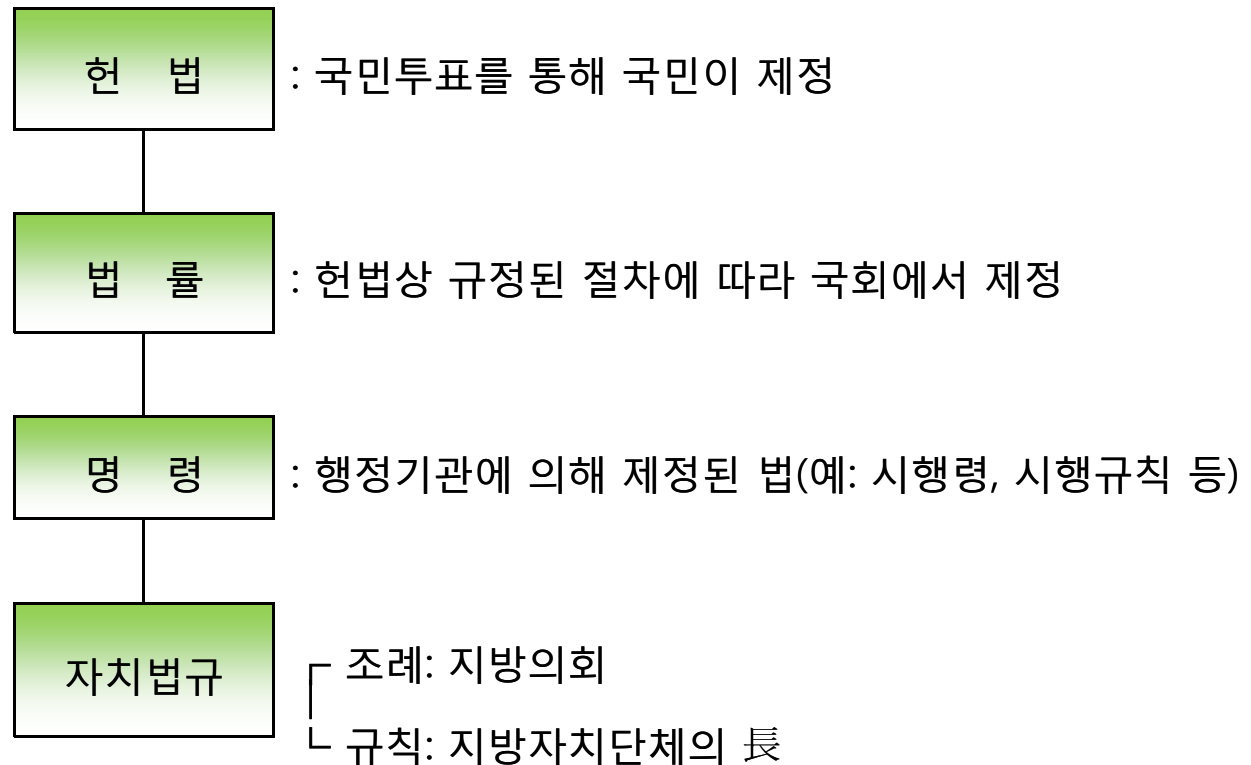 헌 법 : 국민투표를 통해 국민이 제정
법 률 : 헌법상 규정된 절차에 따라 국회에서 제정
명 령 : 행정기관에 의해 제정된 법(예: 시행령, 시행규칙 등)
자치법규
조례: 지방의회
규칙: 지방자치단체의 長